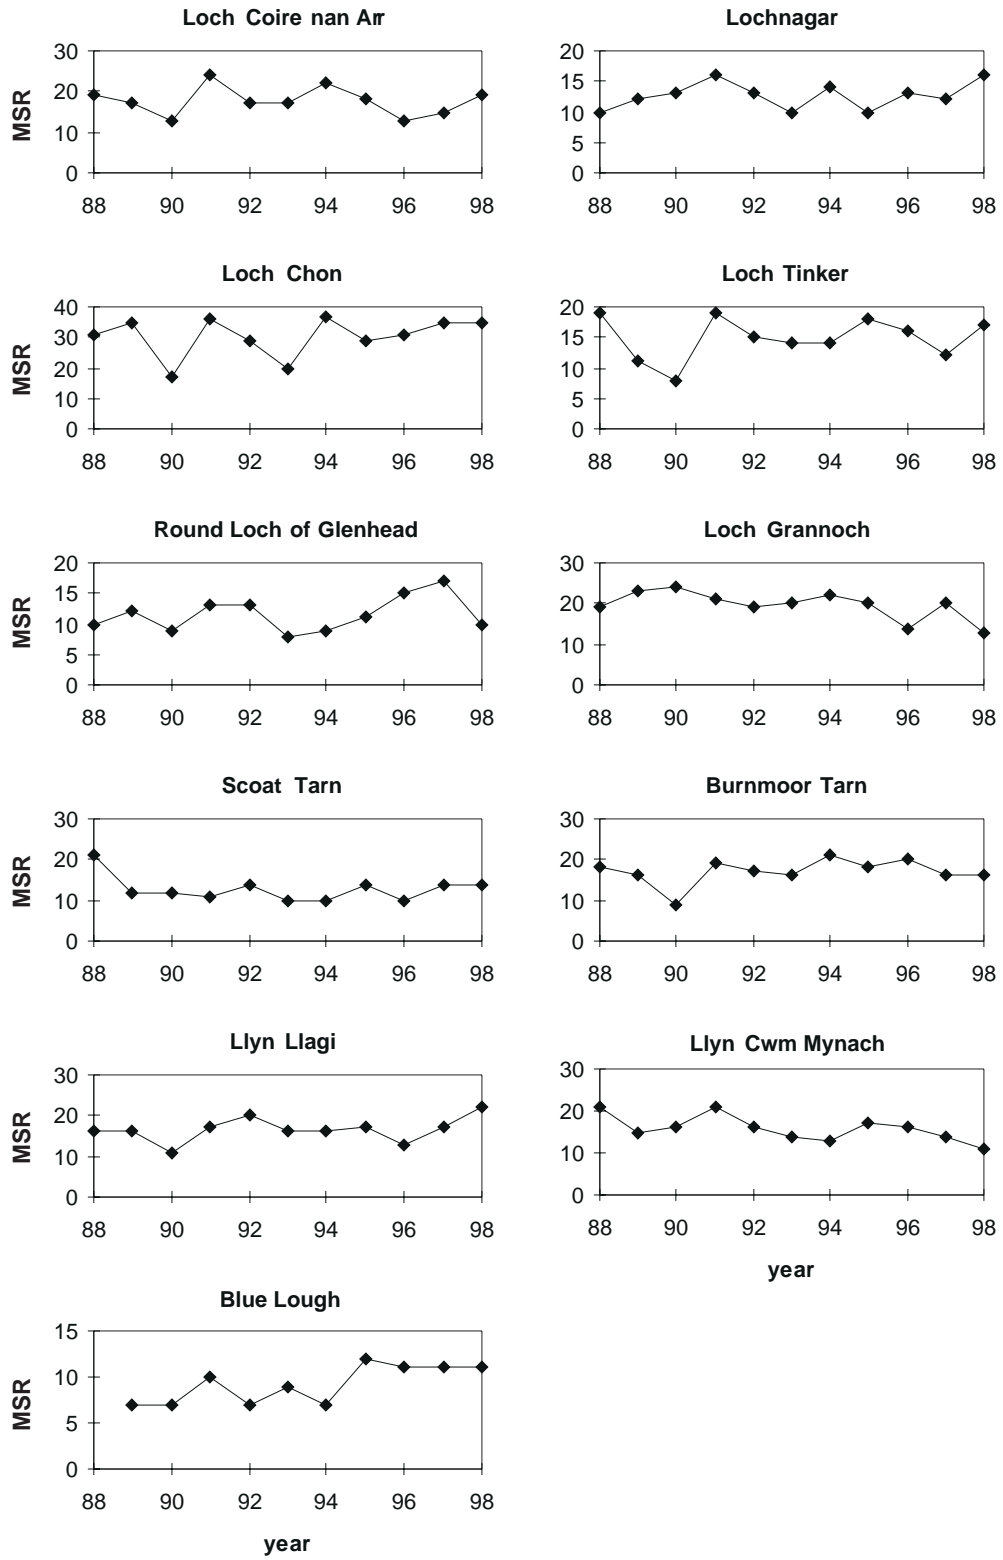 Loch Coire nan Arr
MSR
30
20
10
0
88 90 92 94 96 98
Lochnagar
20
15
10
5
0
88 90 92 94 96 98
Loch Chon
MSR
40
30
20
10
0
88 90 92 94 96 98
Loch Tinker
20
15
10
5
0
88 90 92 94 96 98
Round Loch of Glenhead
MSR
20
15
10
5
0
88 90 92 94 96 98
Loch Grannoch
30
20
10
0
88 90 92 94 96 98
Scoat Tarn
MSR
30
20
10
0
88 90 92 94 96 98
Burnmoor Tarn
30
20
10
0
88 90 92 94 96 98
Llyn Llagi
MSR
30
20
10
0
88 90 92 94 96 98
Llyn Cwm Mynach
30
20
10
0
88 90 92 94 96 98
year
Blue Lough
MSR
15
10
5
0
88 90 92 94 96 98
year